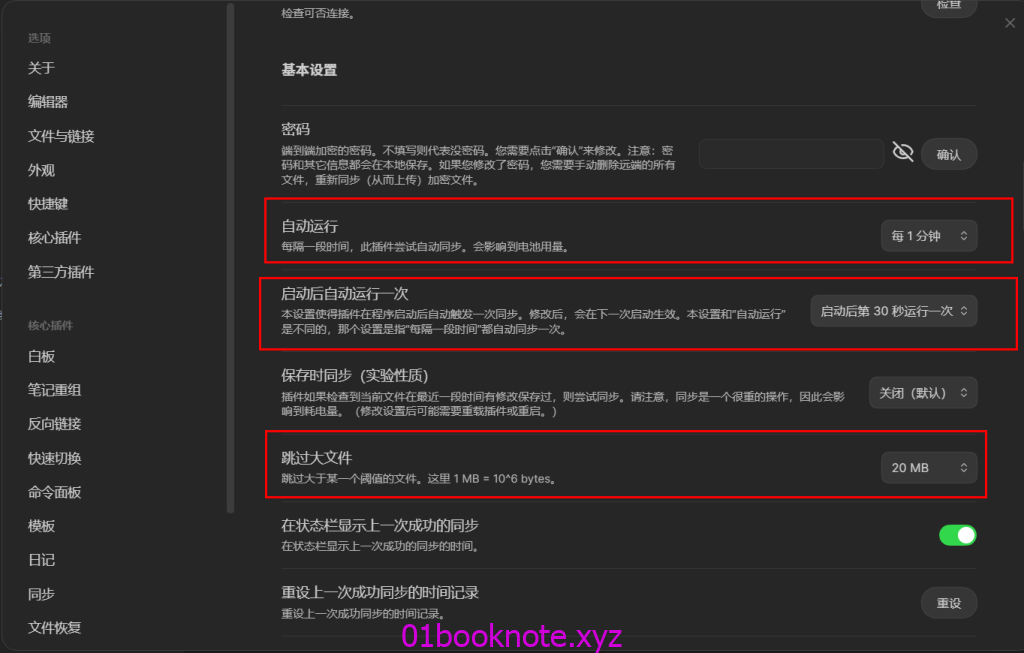 选项
关于
编辑器
文件与链接
外观
快捷键
核心插件
第三方插件
核心插件
白板
笔记重组
反向链接
快速切换
命令面板
模板
日记
同步
文件恢复
检查可否连接。
检查
基本设置
密码
端到端加密的密码。不填写则代表没密码。您需要点击“确认”来修改。注意：密
码和其它信息都会在本地保存。如果您修改了密码，您需要手动删除远端的所有
文件，重新同步（从而上传）加密文件。
确认
自动运行
每隔一段时间，此插件尝试自动同步。会影响到电池用量。
每 1 分钟
启动后自动运行一次
本设置使得插件在程序启动后自动触发一次同步。修改后，会在下一次启动生效。本设置和“自动运行”
是不同的，那个设置是指“每隔一段时间”都自动同步一次。
启动后第 30 秒运行一次
保存时同步（实验性质）
插件如果检查到当前文件在最近一段时间有修改保存过，则尝试同步。请注意，同步是一个很重的操作，因此会影
响到耗电量。（修改设置后可能需要重载插件或重启。）
关闭（默认）
跳过大文件
跳过大于某一个阈值的文件。这里 1 MB = 10^6 bytes。
20 MB
在状态栏显示上一次成功的同步
在状态栏显示上一次成功的同步的时间。
重设上一次成功同步的时间记录
重设上一次成功同步的时间记录。
重设
01booknote.xyz